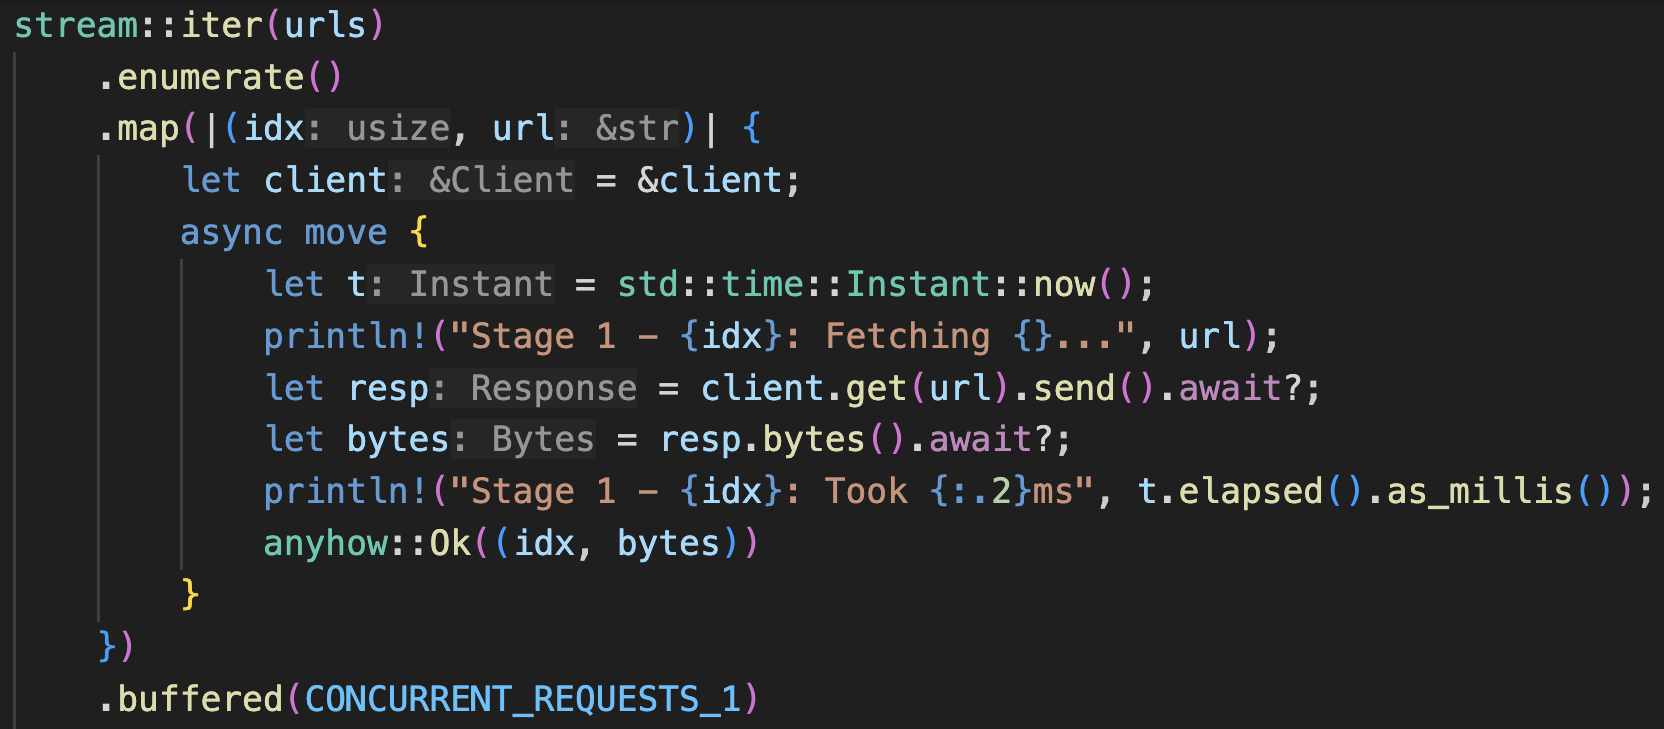 stream::iter(urls)
    .enumerate()
    .map(|(idx: usize, url: &str)| {
        let client: &Client = &client;
        async move {
            let t: Instant = std::time::Instant::now();
            println!("Stage 1 - {idx}: Fetching {}...", url);
            let resp: Response = client.get(url).send().await?;
            let bytes: Bytes = resp.bytes().await?;
            println!("Stage 1 - {idx}: Took {:.2}ms", t.elapsed().as_millis());
            anyhow::Ok((idx, bytes))
        }
    })
    .buffered(CONCURRENT_REQUESTS_1)